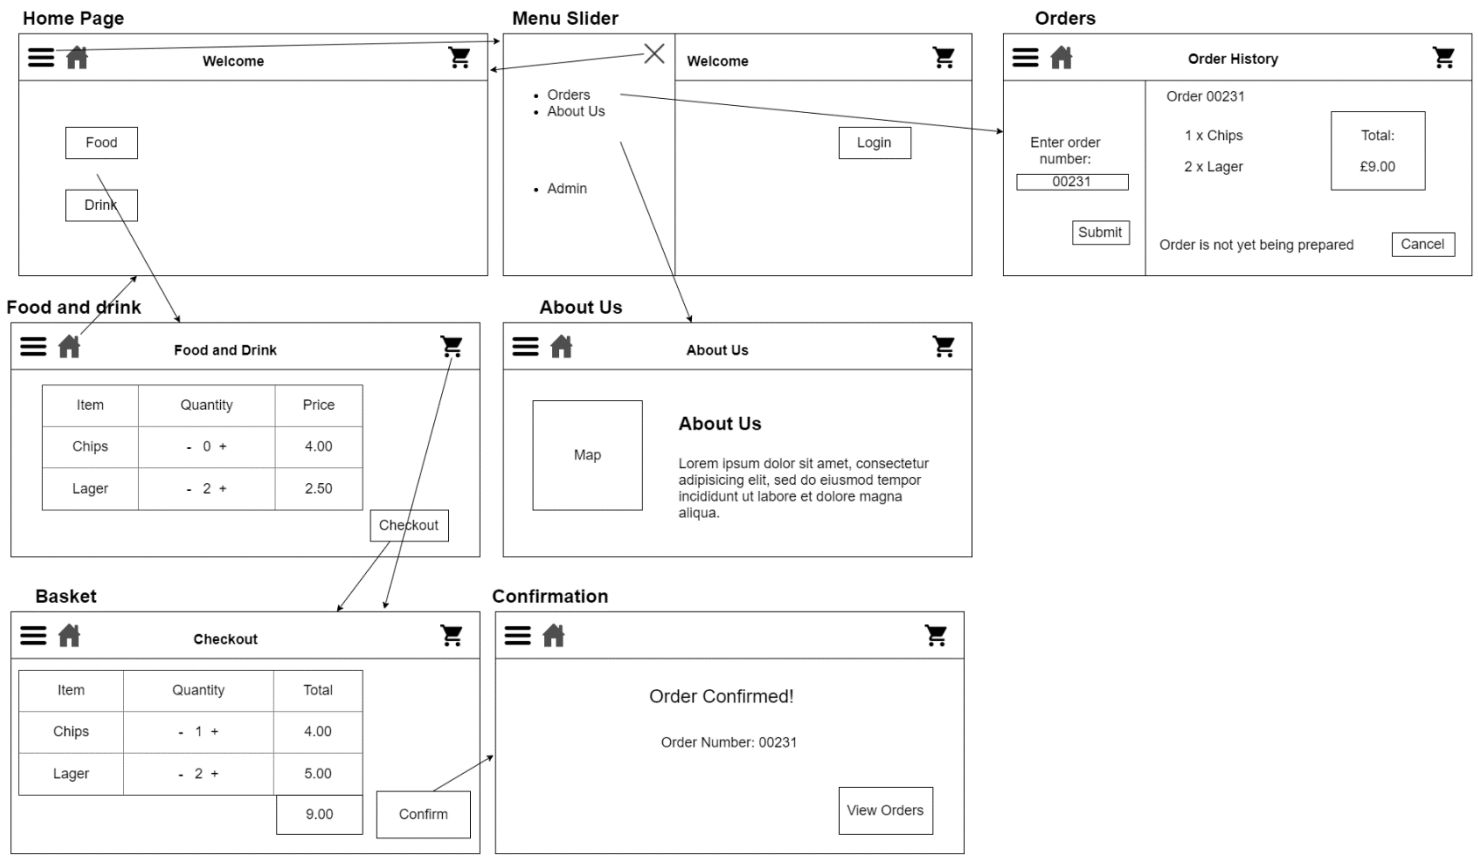 Home Page
Welcome
Food
Drink
Menu Slider
Welcome
Orders
About Us
Admin
Login
Orders
Order History
Enter order
number:
00231
Submit
Order 00231
1 x Chips
2 x Lager
Total:
£9.00
Order is not yet being prepared
Cancel
Food and drink
Food and Drink
Item Quantity Price
Chips - 0 + 4.00
Lager - 2 + 2.50
Checkout
About Us
About Us
Map
About Us
Lorem ipsum dolor sit amet, consectetur
adipisicing elit, sed do eiusmod tempor
incididunt ut labore et dolore magna
aliqua.
Basket
Checkout
Item Quantity Total
Chips - 1 + 4.00
Lager - 2 + 5.00
9.00
Confirm
Confirmation
Order Confirmed!
Order Number: 00231
View Orders